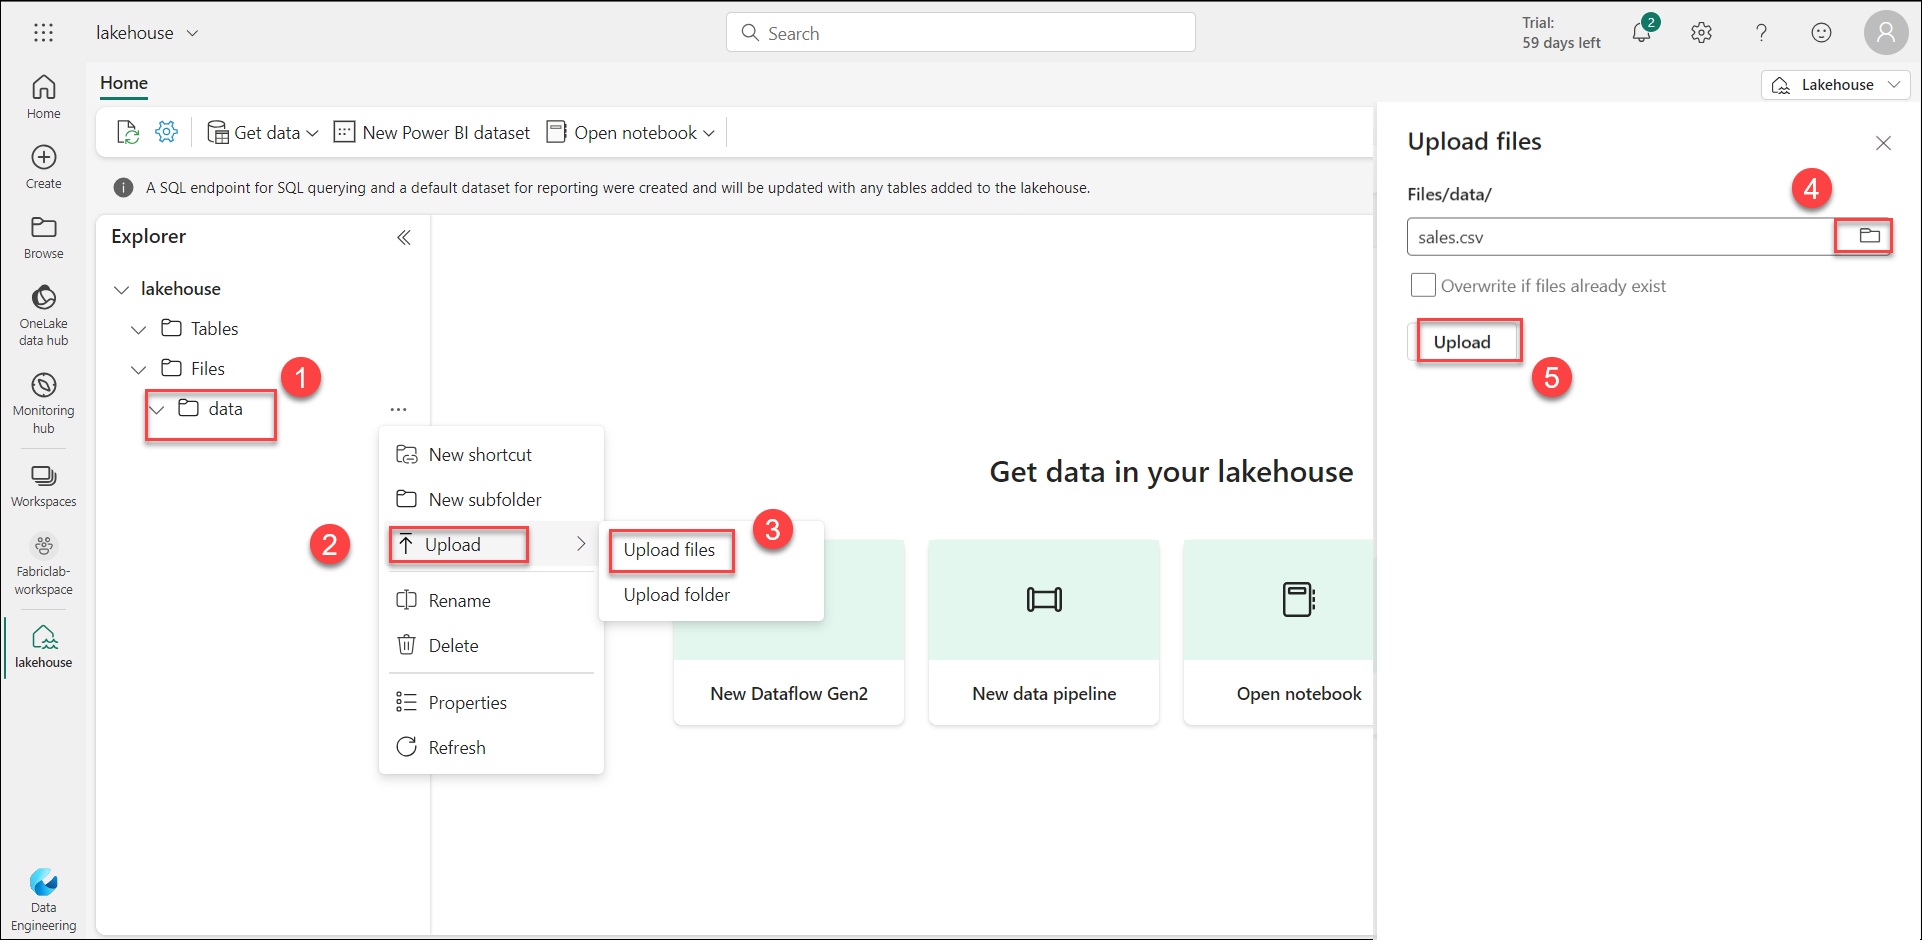 lakehouse
Search
Trial:
59 days left
2
Home
Lakehouse
Get data
New Power BI dataset
Open notebook
A SQL endpoint for SQL querying and a default dataset for reporting were created and will be updated with any tables added to the lakehouse.
Home
Create
Browse
OneLake
data hub
Monitoring
hub
Workspaces
Fabriclab-
workspace
lakehouse
Data
Engineering
Explorer
lakehouse
Tables
Files
1
data
...
New shortcut
New subfolder
2
Upload
Rename
Delete
Properties
Refresh
3
Upload files
Upload folder
Get data in your lakehouse
New Dataflow Gen2
New data pipeline
Open notebook
Upload files
Files/data/
4
sales.csv
Overwrite if files already exist
Upload
5